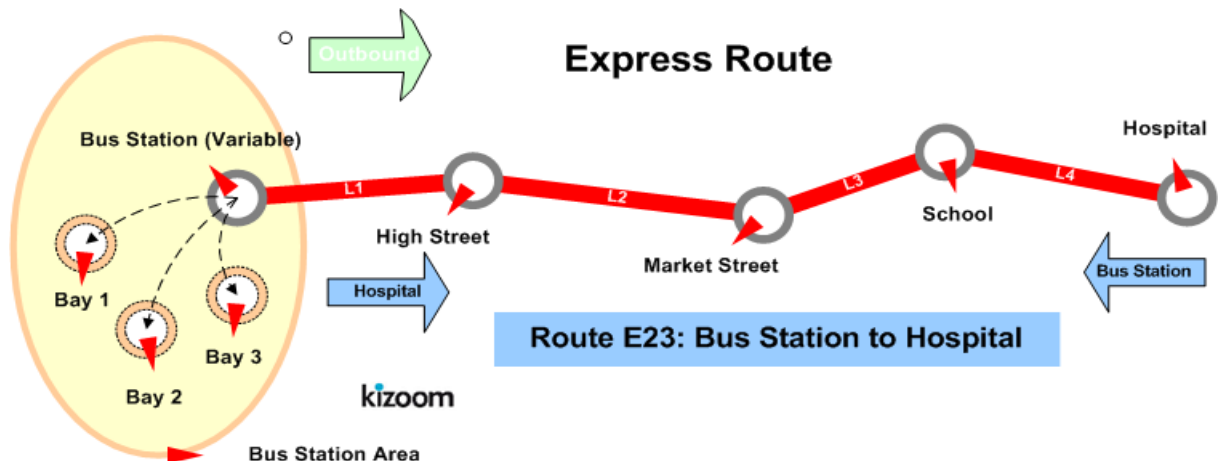 Outbound
Express Route
Bus Station (Variable)
Hospital
L1
L2
L3
L4
High Street
School
Market Street
Bay 1
Bay 2
Bay 3
Hospital
Bus Station
Route E23: Bus Station to Hospital
kizoom
Bus Station Area